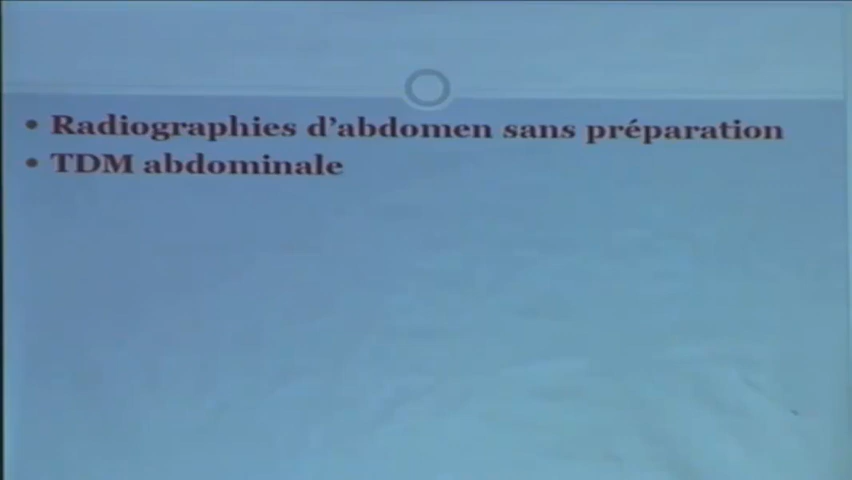 • Radiographies d'abdomen sans préparation
• TDM abdominale